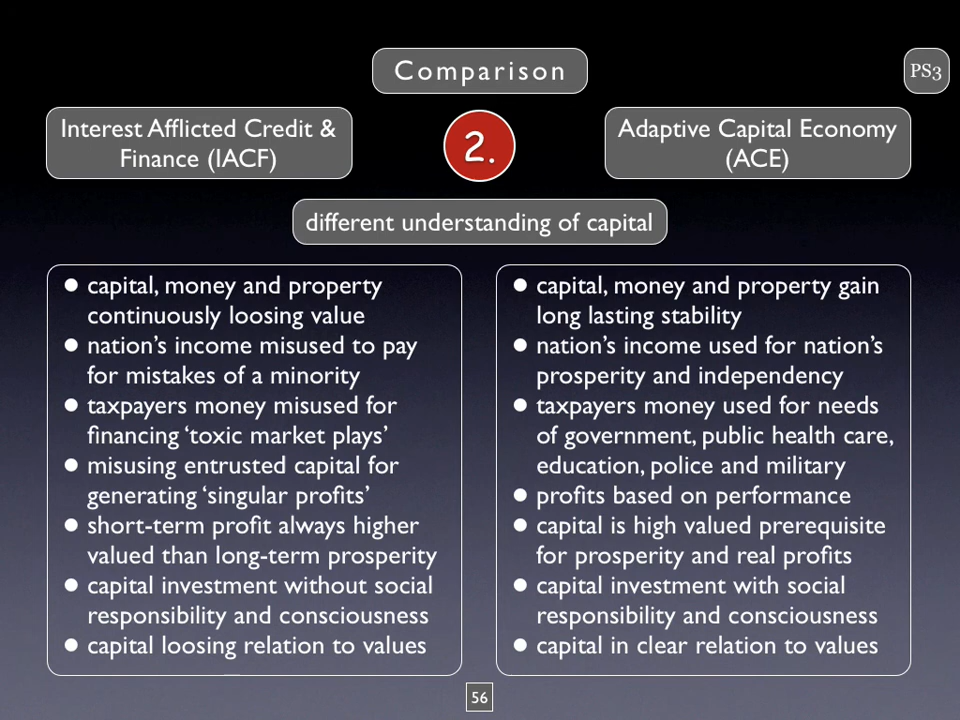 Comparison
PS3
Interest Afflicted Credit &
Finance (IACF)
2.
Adaptive Capital Economy
(ACE)
different understanding of capital
● capital, money and property
continuously loosing value
● nation’s income misused to pay
for mistakes of a minority
● taxpayers money misused for
financing ‘toxic market plays’
● misusing entrusted capital for
generating ‘singular profits’
● short-term profit always higher
valued than long-term prosperity
● capital investment without social
responsibility and consciousness
● capital loosing relation to values
● capital, money and property gain
long lasting stability
● nation’s income used for nation’s
prosperity and independency
● taxpayers money used for needs
of government, public health care,
education, police and military
● profits based on performance
● capital is high valued prerequisite
for prosperity and real profits
● capital investment with social
responsibility and consciousness
● capital in clear relation to values
56